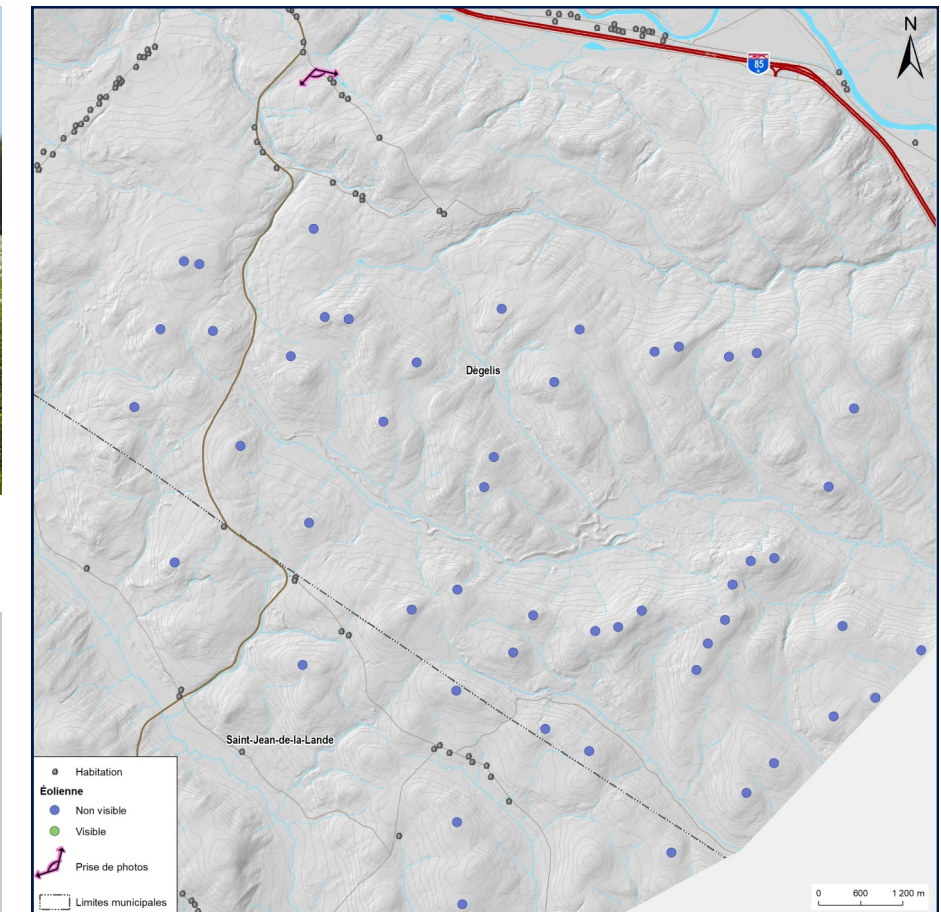 N
85
Dègelis
Saint-Jean-de-la-Lande
Habitation
Éolienne
Non visible
Visible
Prise de photos
Limites municipales
0 600 1 200 m